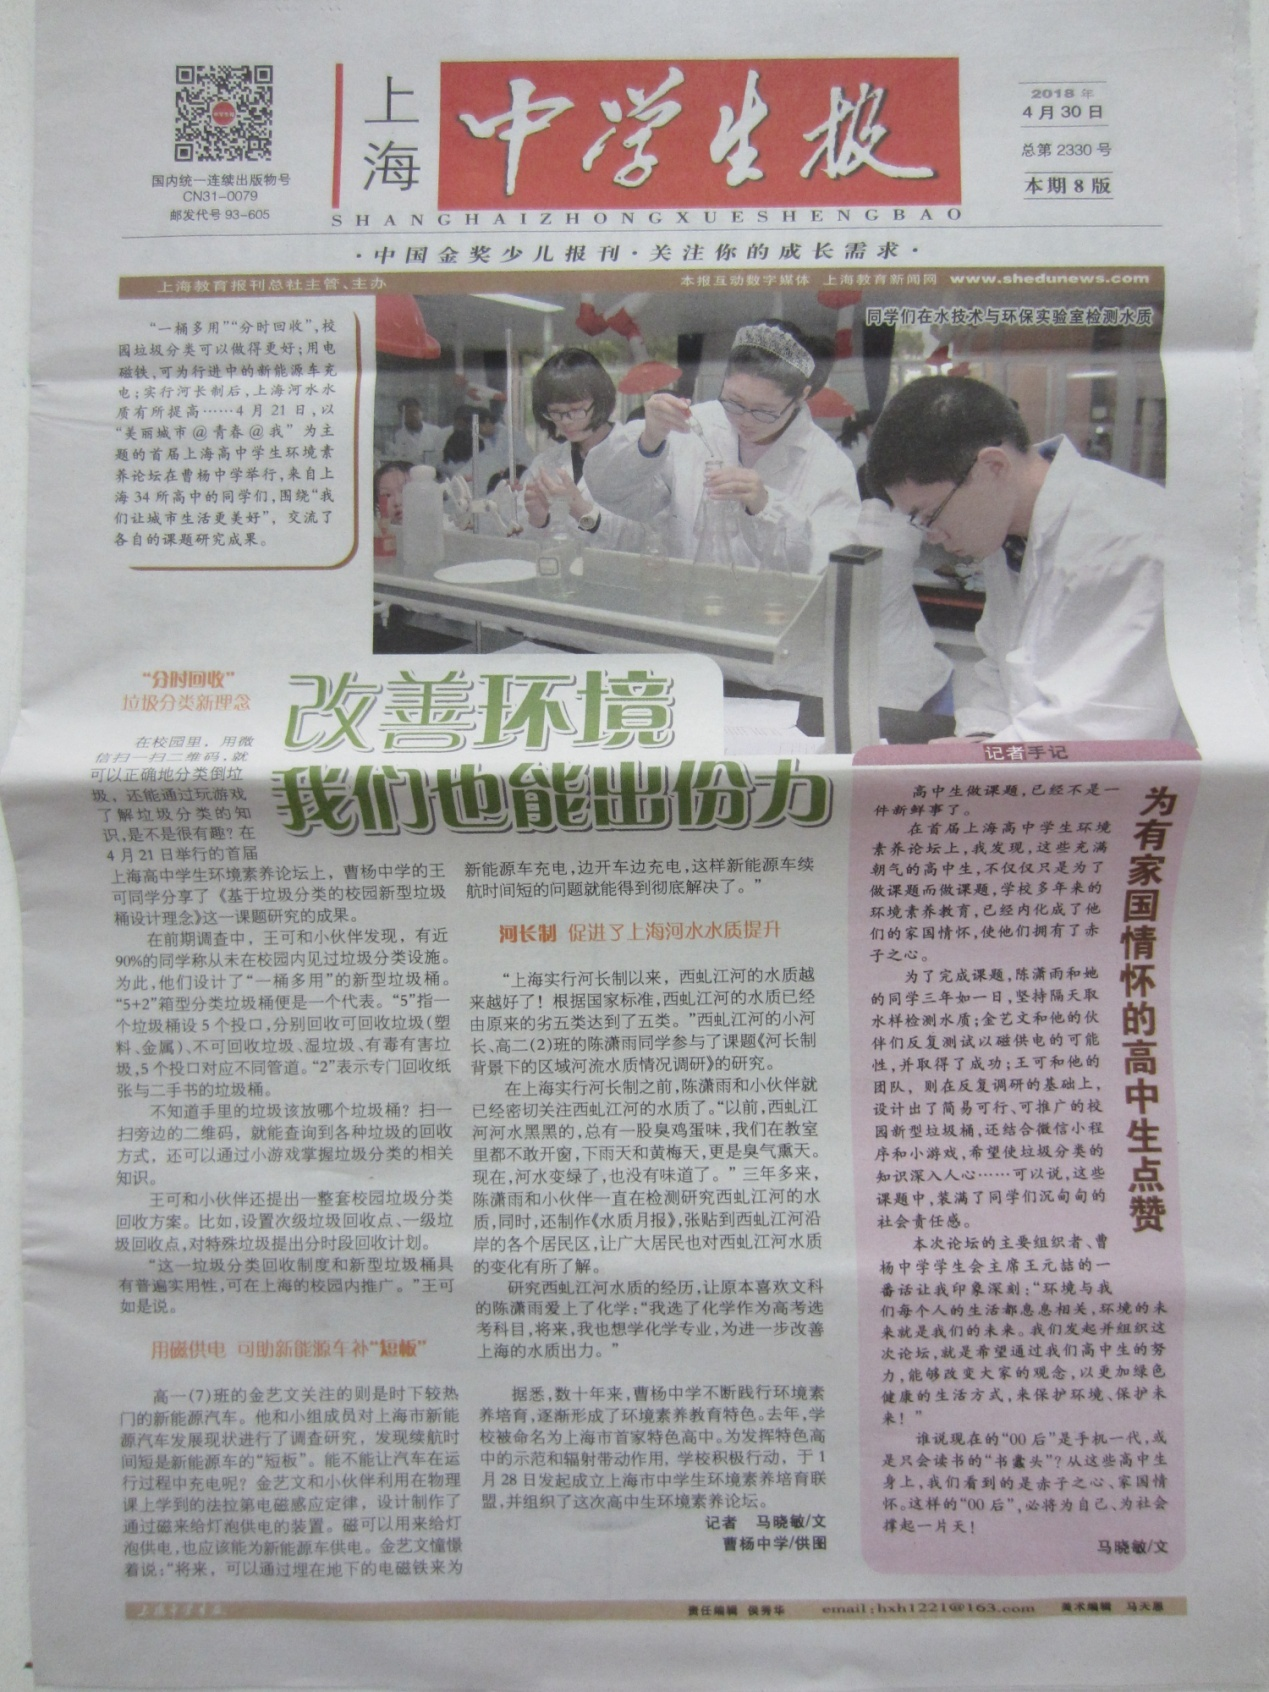 上海
中学生报
SHANGHAIZHONGXUESHENGBAO
国内统一连续出版物号
CN31-0079
邮发代号 93-605
2018 年
4 月 30 日
总第 2330 号
本期 8 版
·中国金奖少儿报刊·关注你的成长需求·
上海教育报刊总社主管、主办
本报互动数字媒体 上海教育新闻网 www.shedunews.com
“一桶多用”“分时回收”,校
园垃圾分类可以做得更好;用电
磁铁,可为行进中的新能源车充
电;实行河长制后,上海河水水
质有所提高……4 月 21 日,以
“美丽城市@青春@我”为主
题的首届上海高中学生环境素
养论坛在曹杨中学举行,来自上
海 34 所高中的同学们,围绕“我
们让城市生活更美好”,交流了
各自的课题研究成果。
同学们在水技术与环保实验室检测水质
改善环境
我们也能出份力
“分时回收”
垃圾分类新理念
在校园里,用微
信扫一扫二维码,就
可以正确地分类倒垃
圾,还能通过玩游戏
了解垃圾分类的知
识,是不是很有趣?在
4 月 21 日举行的首届
上海高中学生环境素养论坛上,曹杨中学的王
可同学分享了《基于垃圾分类的校园新型垃圾
桶设计理念》这一课题研究的成果。
在前期调查中,王可和小伙伴发现,有近
90%的同学称从未在校园内见过垃圾分类设施。
为此,他们设计了“一桶多用”的新型垃圾桶。
“5+2”箱型分类垃圾桶便是一个代表。“5”指一
个垃圾桶设 5 个投口,分别回收可回收垃圾(塑
料、金属)、不可回收垃圾、湿垃圾、有毒有害垃
圾,5 个投口对应不同管道。“2”表示专门回收纸
张与二手书的垃圾桶。
不知道手里的垃圾该放哪个垃圾桶?扫一
扫旁边的二维码,就能查询到各种垃圾的回收
方式,还可以通过小游戏掌握垃圾分类的相关
知识。
王可和小伙伴还提出一整套校园垃圾分类
回收方案。比如,设置次级垃圾回收点、一级垃
圾回收点,对特殊垃圾提出分时段回收计划。
“这一垃圾分类回收制度和新型垃圾桶具
有普遍实用性,可在上海的校园内推广。”王可
如是说。
用磁供电 可助新能源车补“短板”
高一(7)班的金艺文关注的则是时下较热
门的新能源汽车。他和小组成员对上海市新能
源汽车发展现状进行了调查研究,发现续航时
间短是新能源车的“短板”。能不能让汽车在运
行过程中充电呢?金艺文和小伙伴利用在物理
课上学到的法拉第电磁感应定律,设计制作了
通过磁来给灯泡供电的装置。磁可以用来给灯
泡供电,也应该能为新能源车供电。金艺文憧憬
着说:“将来,可以通过埋在地下的电磁铁来为
新能源车充电,边开车边充电,这样新能源车续
航时间短的问题就能得到彻底解决了。”
河长制 促进了上海河水水质提升
“上海实行河长制以来,西虬江河的水质越
来越好了!根据国家标准,西虬江河的水质已经
由原来的劣五类达到了五类。”西虬江河的小河
长、高二(2)班的陈潇雨同学参与了课题《河长制
背景下的区域河流水质情况调研》的研究。
在上海实行河长制之前,陈潇雨和小伙伴就
已经密切关注西虬江河的水质了。“以前,西虬江
河河水黑黑的,总有一股臭鸡蛋味,我们在教室
里都不敢开窗,下雨天和黄梅天,更是臭气熏天。
现在,河水变绿了,也没有味道了。”三年多来,
陈潇雨和小伙伴一直在检测研究西虬江河的水
质,同时,还制作《水质月报》,张贴到西虬江河沿
岸的各个居民区,让广大居民也对西虬江河水质
的变化有所了解。
研究西虬江河水质的经历,让原本喜欢文科
的陈潇雨爱上了化学:“我选了化学作为高考选
考科目,将来,我也想学化学专业,为进一步改善
上海的水质出力。”
据悉,数十年来,曹杨中学不断践行环境素
养培育,逐渐形成了环境素养教育特色。去年,学
校被命名为上海市首家特色高中。为发挥特色高
中的示范和辐射带动作用,学校积极行动,于 1
月 28 日发起成立上海市中学生环境素养培育联
盟,并组织了这次高中生环境素养论坛。
记者 马晓敏/文
曹杨中学/供图
记者手记
为有家国情怀的高中生点赞
高中生做课题,已经不是一
件新鲜事了。
在首届上海高中学生环境
素养论坛上,我发现,这些充满
朝气的高中生,不仅仅只是为了
做课题而做课题,学校多年来的
环境素养教育,已经内化成了他
们的家国情怀,使他们拥有了赤
子之心。
为了完成课题,陈潇雨和她
的同学三年如一日,坚持隔天取
水样检测水质;金艺文和他的伙
伴们反复测试以磁供电的可能
性,并取得了成功;王可和他的
团队,则在反复调研的基础上,
设计出了简易可行、可推广的校
园新型垃圾桶,还结合微信小程
序和小游戏,希望使垃圾分类的
知识深入人心……可以说,这些
课题中,装满了同学们沉甸甸的
社会责任感。
本次论坛的主要组织者、曹
杨中学学生会主席王元喆的一
番话让我印象深刻:“环境与我
们每个人的生活都息息相关,环境的未
来就是我们的未来。我们发起并组织这
次论坛,就是希望通过我们高中生的努
力,能够改变大家的观念,以更加绿色
健康的生活方式,来保护环境、保护未
来!”
谁说现在的“00 后”是手机一代,或
是只会读书的“书蠹头”?从这些高中生
身上,我们看到的是赤子之心、家国情
怀。这样的“00 后”,必将为自己、为社会
撑起一片天!
马晓敏/文
上海中学生报
责任编辑 侯秀华 email:hxh1221@163.com 美术编辑 马天恩